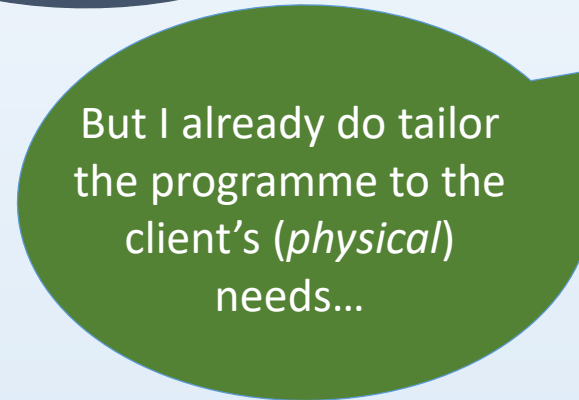 But I already do tailor
the programme to the
client’s (physical)
needs…